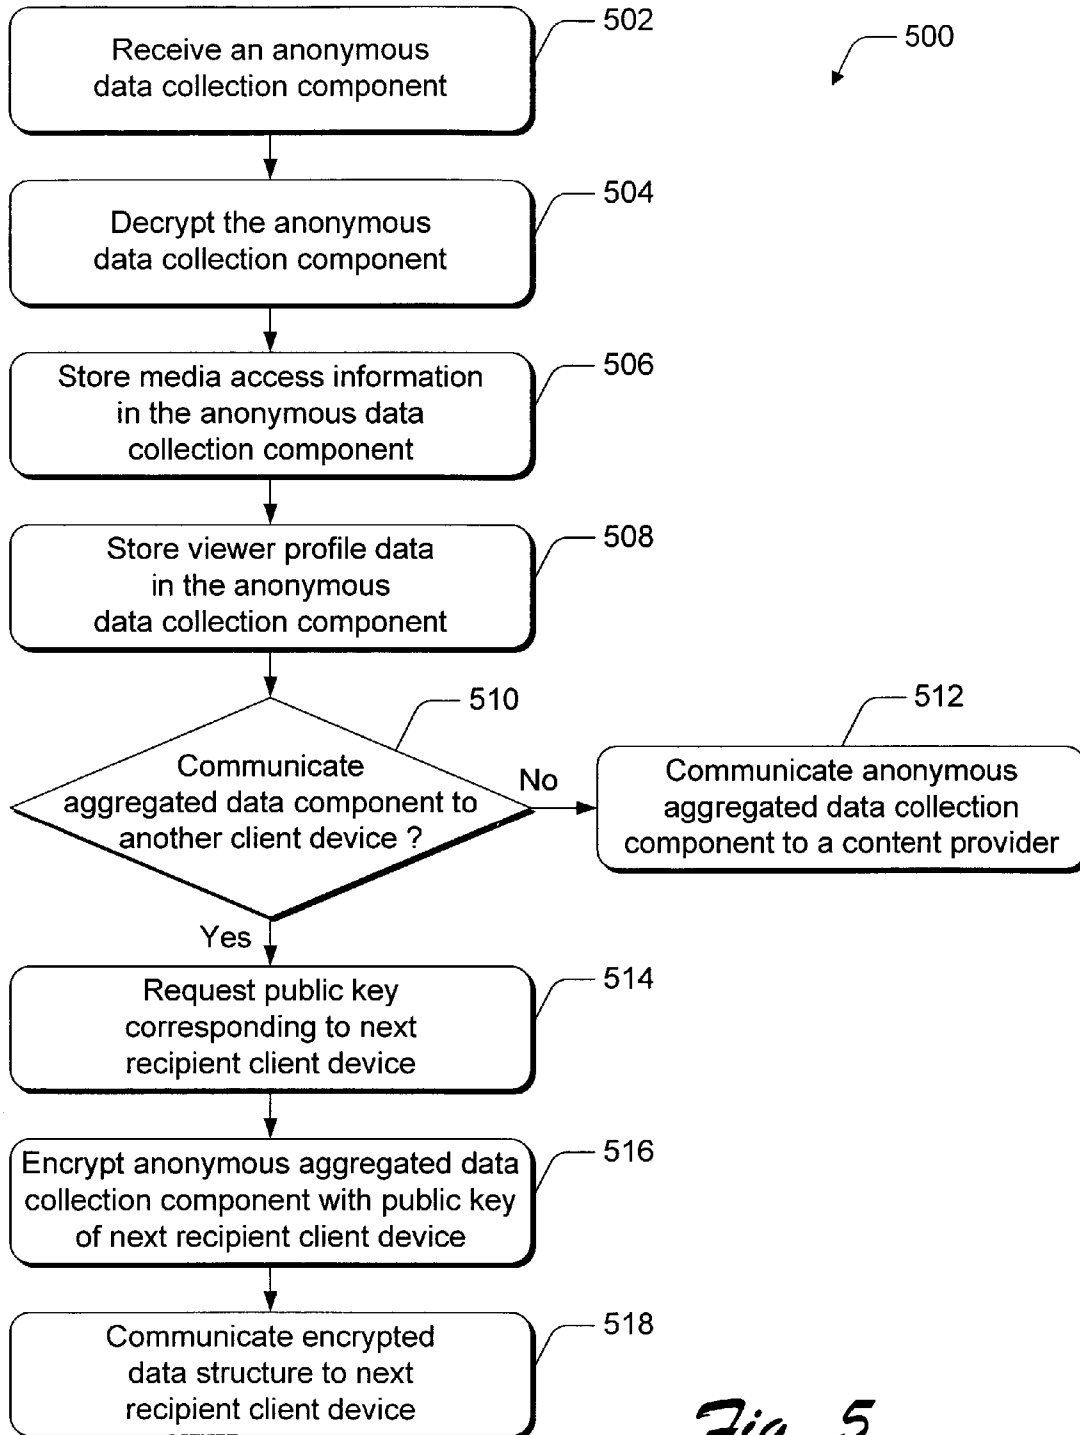 502
500
Receive an anonymous
data collection component
504
Decrypt the anonymous
data collection component
506
Store media access information
in the anonymous data
collection component
508
Store viewer profile data
in the anonymous
data collection component
510
512
Communicate
aggregated data component to
another client device ?
No
Communicate anonymous
aggregated data collection
component to a content provider
Yes
514
Request public key
corresponding to next
recipient client device
516
Encrypt anonymous aggregated data
collection component with public key
of next recipient client device
518
Communicate encrypted
data structure to next
recipient client device
Fig. 5